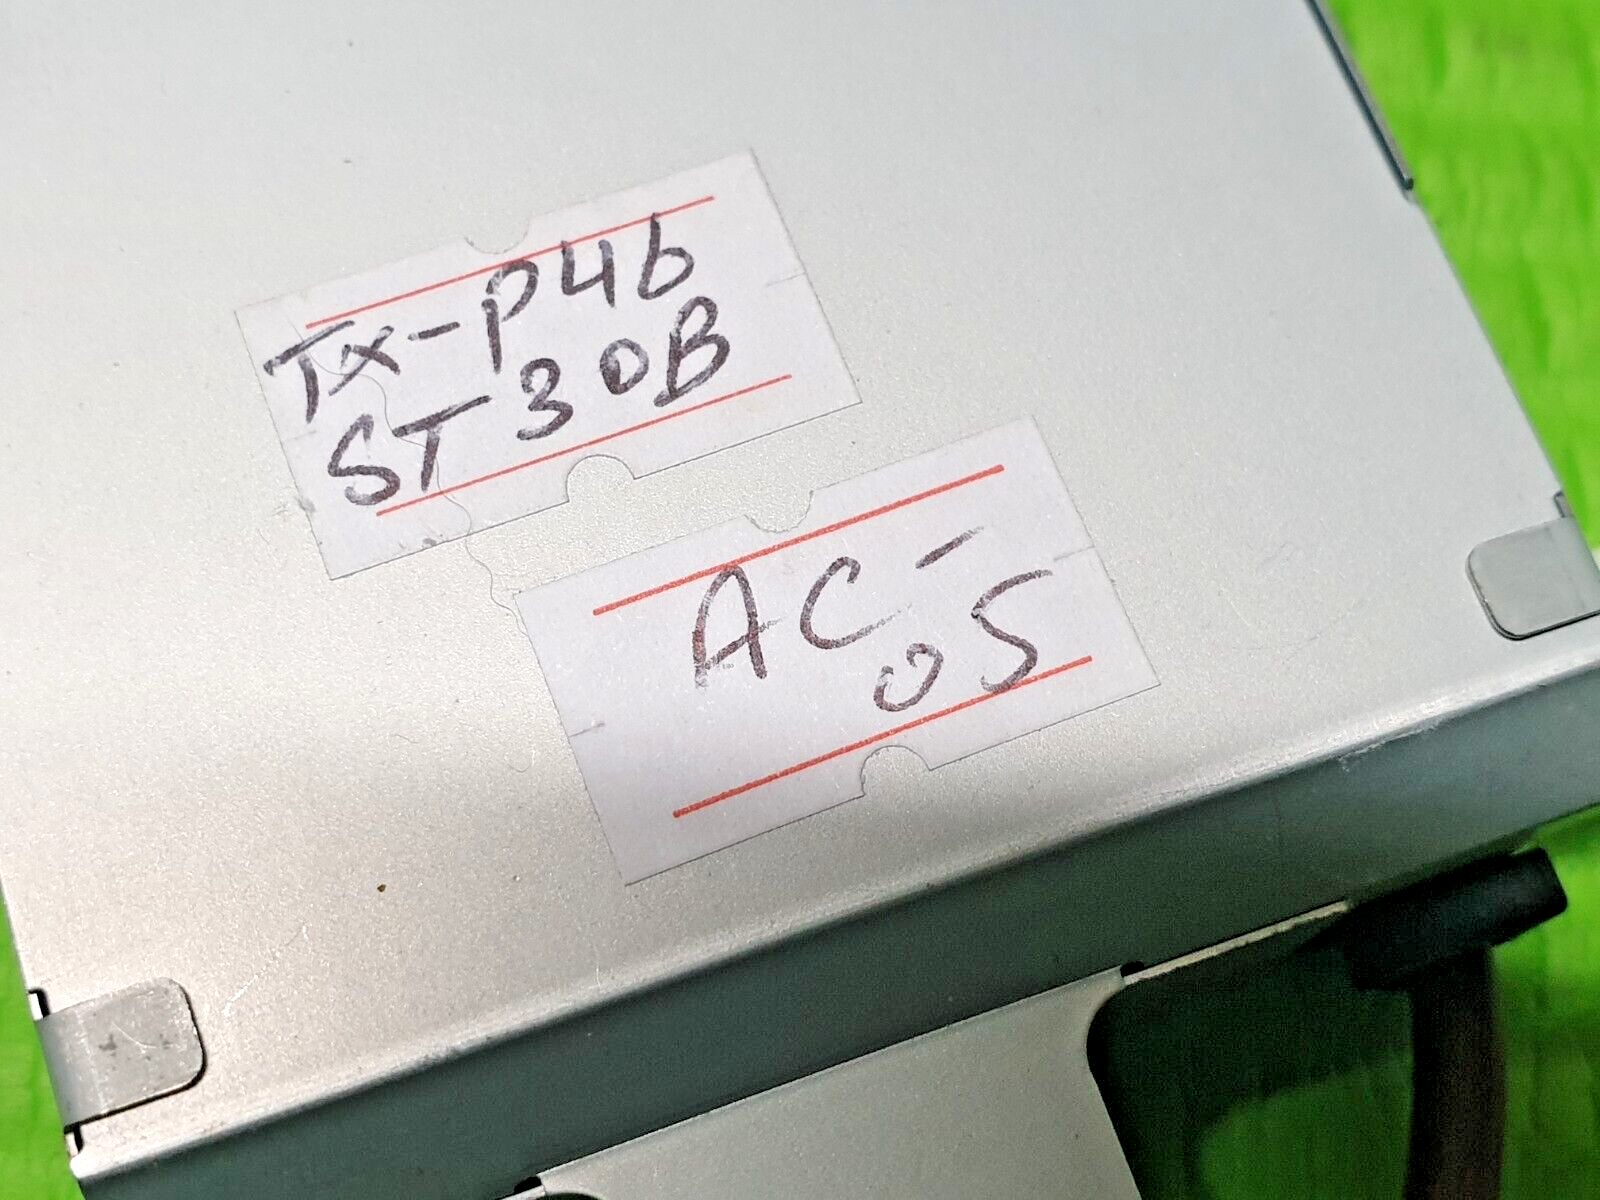 Tx-P46
ST30B
AC-
05